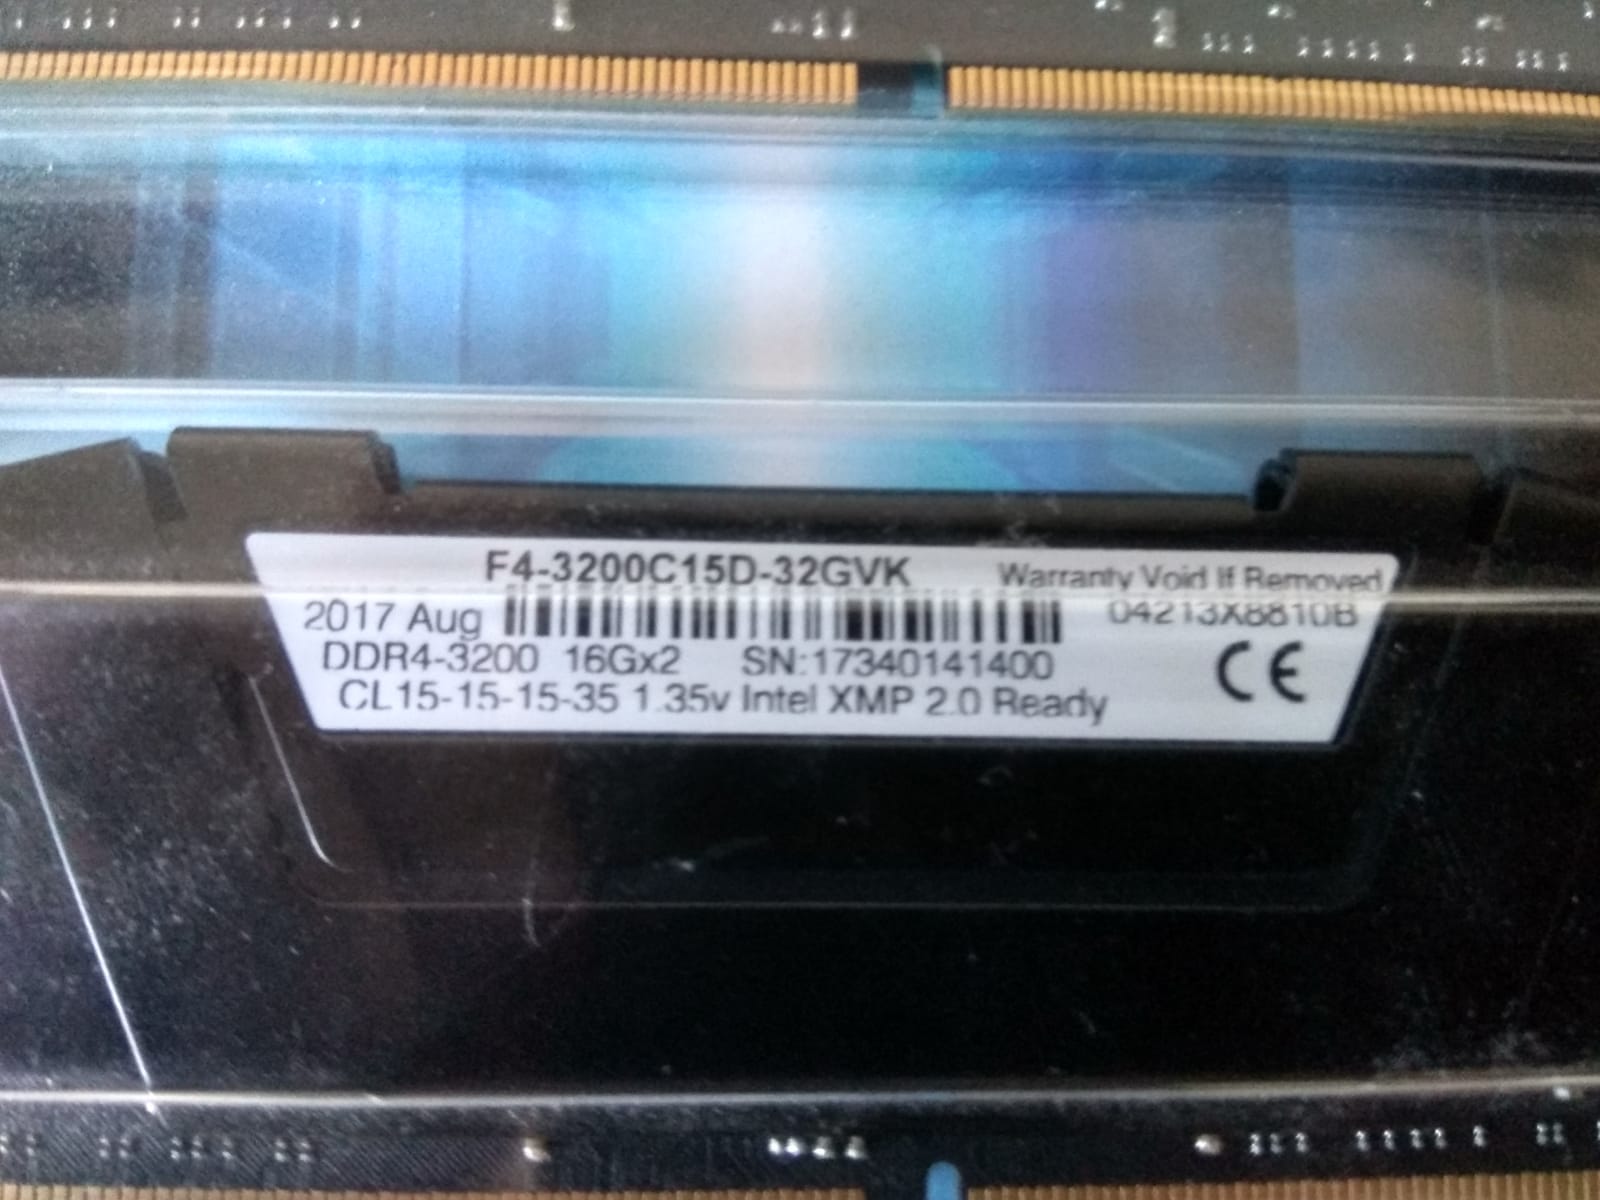 F4-3200C15D-32GVK Warranty Void If Removed
2017 Aug 04213X8810B
DDR4-3200 16Gx2 SN:17340141400
CL15-15-15-35 1.35v Intel XMP 2.0 Ready CE